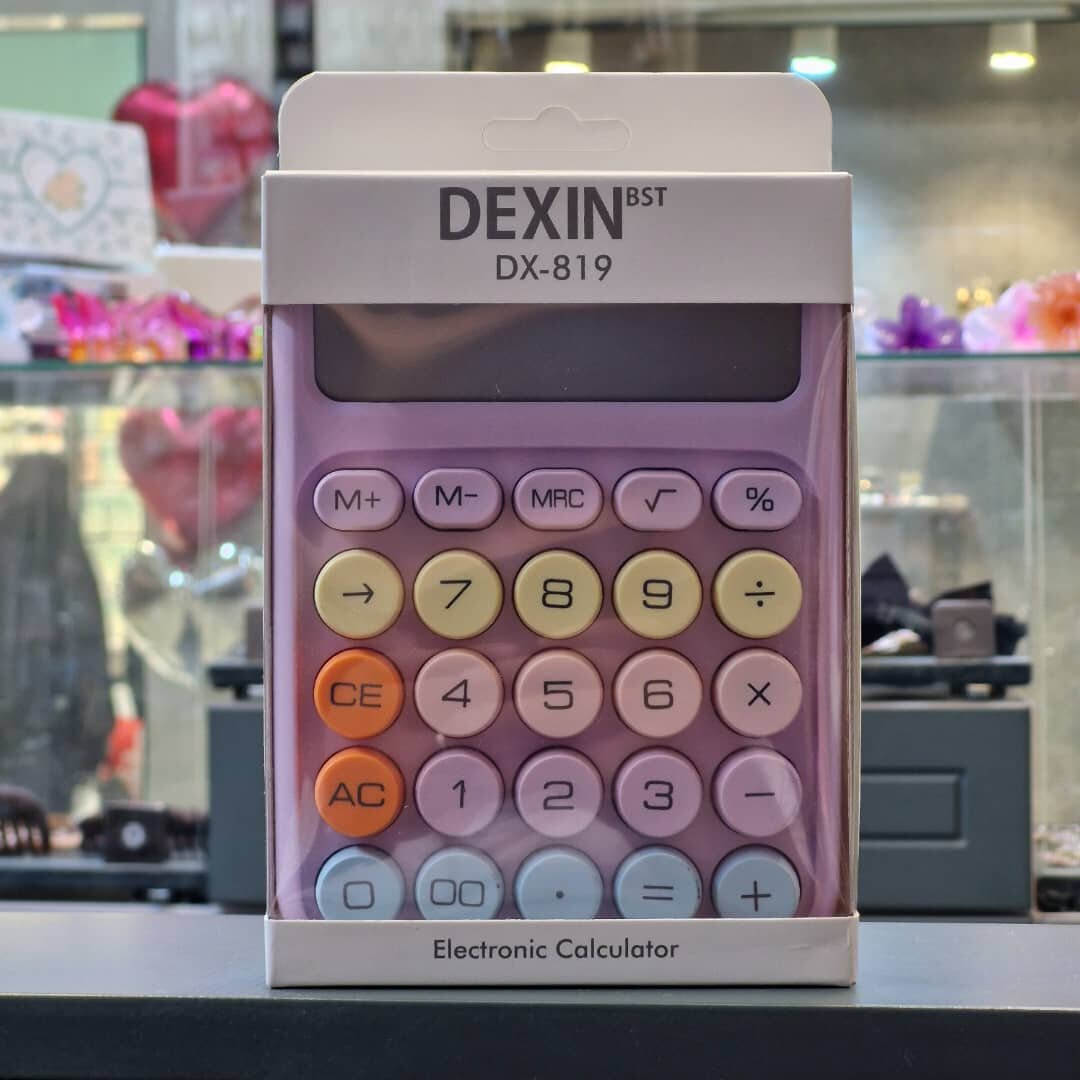 DEXIN BST
DX-819
M+ M- MRC √ %
→ 7 8 9 ÷
CE 4 5 6 ×
AC 1 2 3 −
0 00 . = +
Electronic Calculator